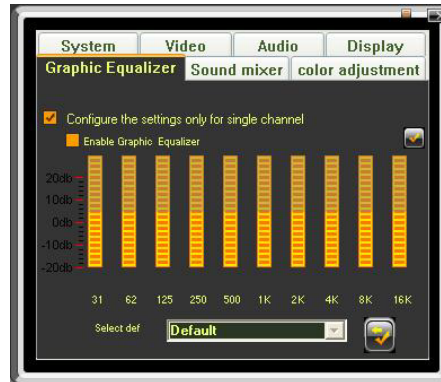 System Video Audio Display
Graphic Equalizer Sound mixer color adjustment
Configure the settings only for single channel
Enable Graphic Equalizer
20db
10db
0db
-10db
-20db
31 62 125 250 500 1K 2K 4K 8K 16K
Select def Default